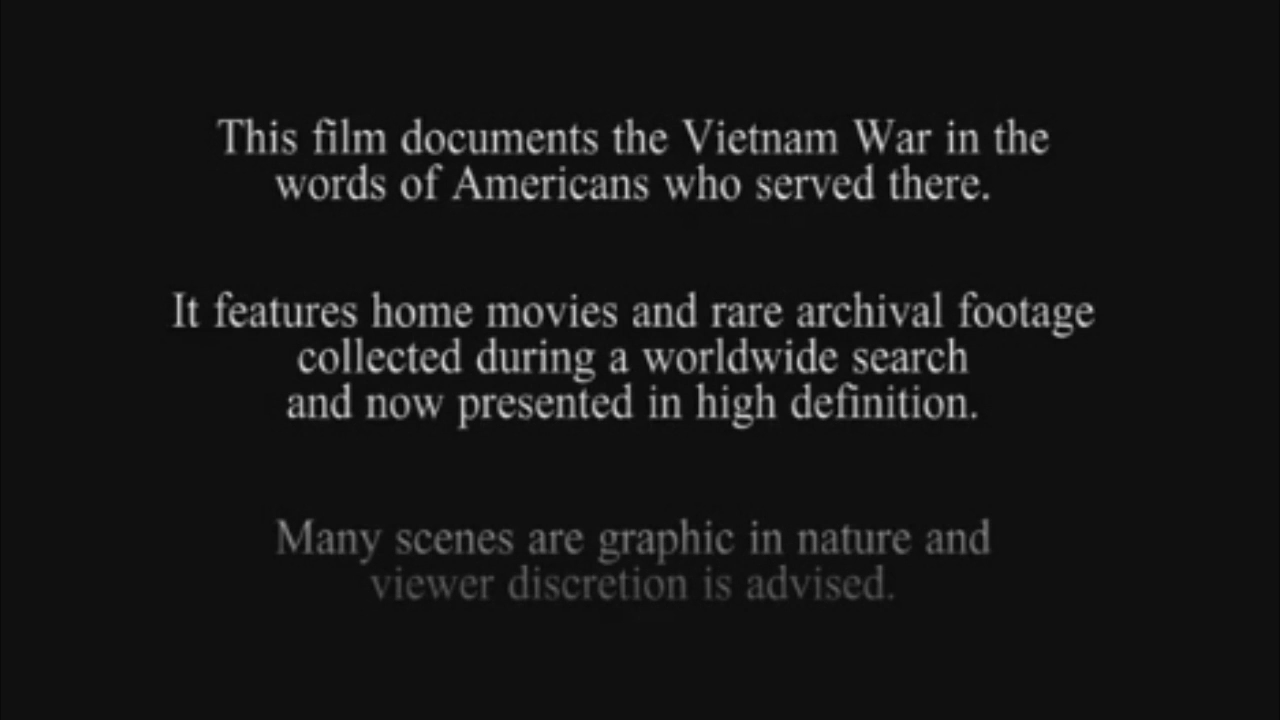 This film documents the Vietnam War in the
words of Americans who served there.
It features home movies and rare archival footage
collected during a worldwide search
and now presented in high definition.
Many scenes are graphic in nature and
viewer discretion is advised.